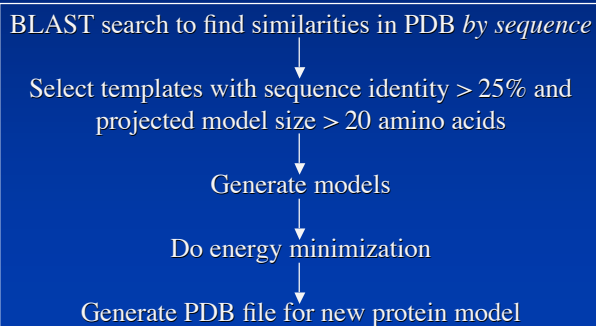 BLAST search to find similarities in PDB by sequence
Select templates with sequence identity > 25% and
projected model size > 20 amino acids
Generate models
Do energy minimization
Generate PDB file for new protein model